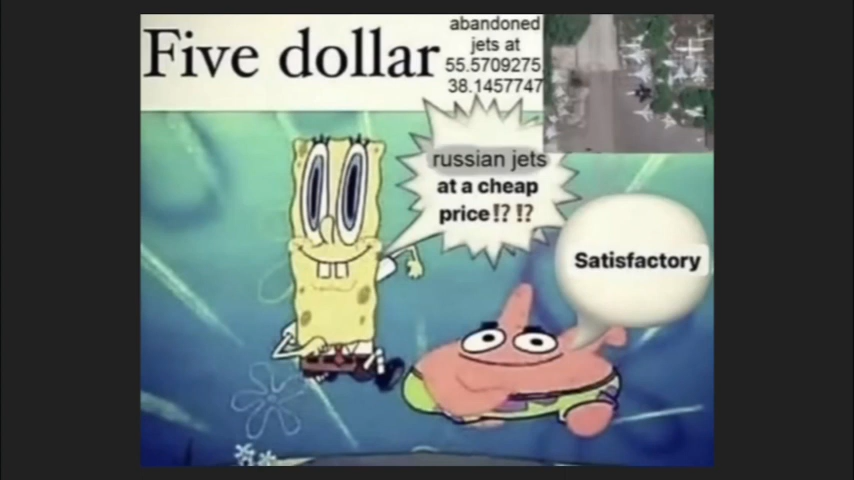 Five dollar
abandoned
jets at
55.5709275
38.1457747
russian jets
at a cheap
price⁉️ ⁉️
Satisfactory